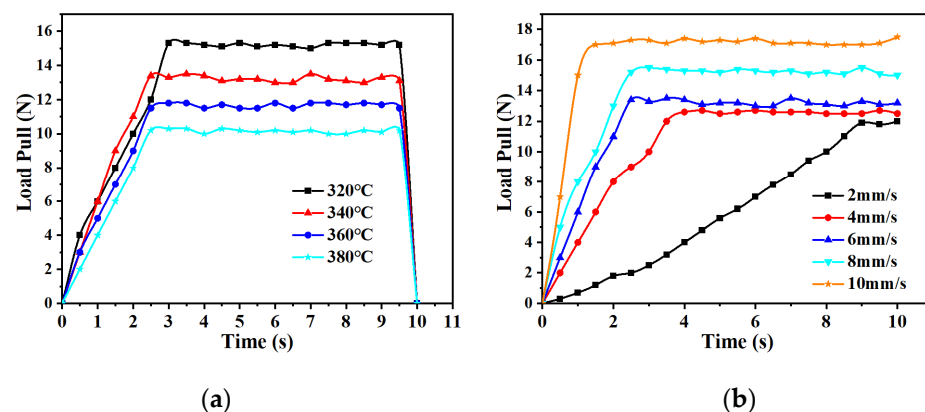 Load Pull (N)
16
14
12
10
8
6
4
2
0
320°C
340°C
360°C
380°C
0 1 2 3 4 5 6 7 8 9 10 11
Time (s)
(a)
Load Pull (N)
18
16
14
12
10
8
6
4
2
0
2mm/s
4mm/s
6mm/s
8mm/s
10mm/s
0 2 4 6 8 10
Time (s)
(b)